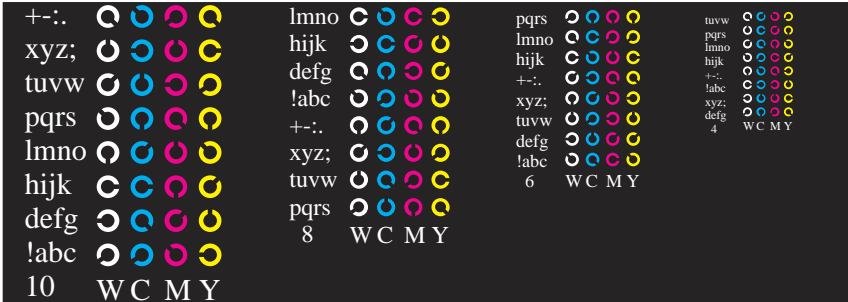 +-:.
xyz;
tuvw
pqrs
lmno
hijk
defg
!abc
10 W C M Y
lmno
hijk
defg
!abc
+-:.
xyz;
tuvw
pqrs
8 W C M Y
pqrs
lmno
hijk
+-:.
xyz;
tuvw
defg
!abc
6 W C M Y
tuvw
pqrs
lmno
hijk
+-:.
!abc
xyz;
defg
4 W C M Y